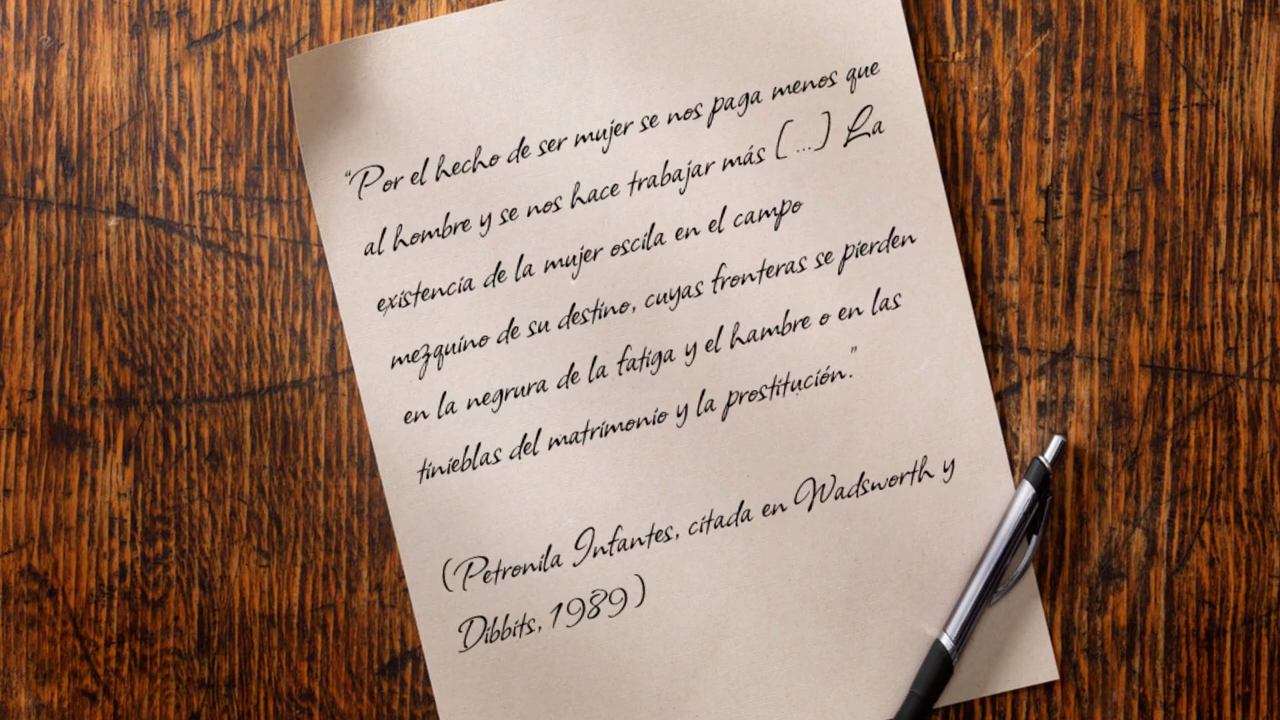 “Por el hecho de ser mujer se nos paga menos que
al hombre y se nos hace trabajar más [...] La
existencia de la mujer oscila en el campo
mezquino de su destino, cuyas fronteras se pierden
en la negrura de la fatiga y el hambre o en las
tinieblas del matrimonio y la prostitución.”
(Petronila Infantes, citada en Wadsworth y
Dibbits, 1989)